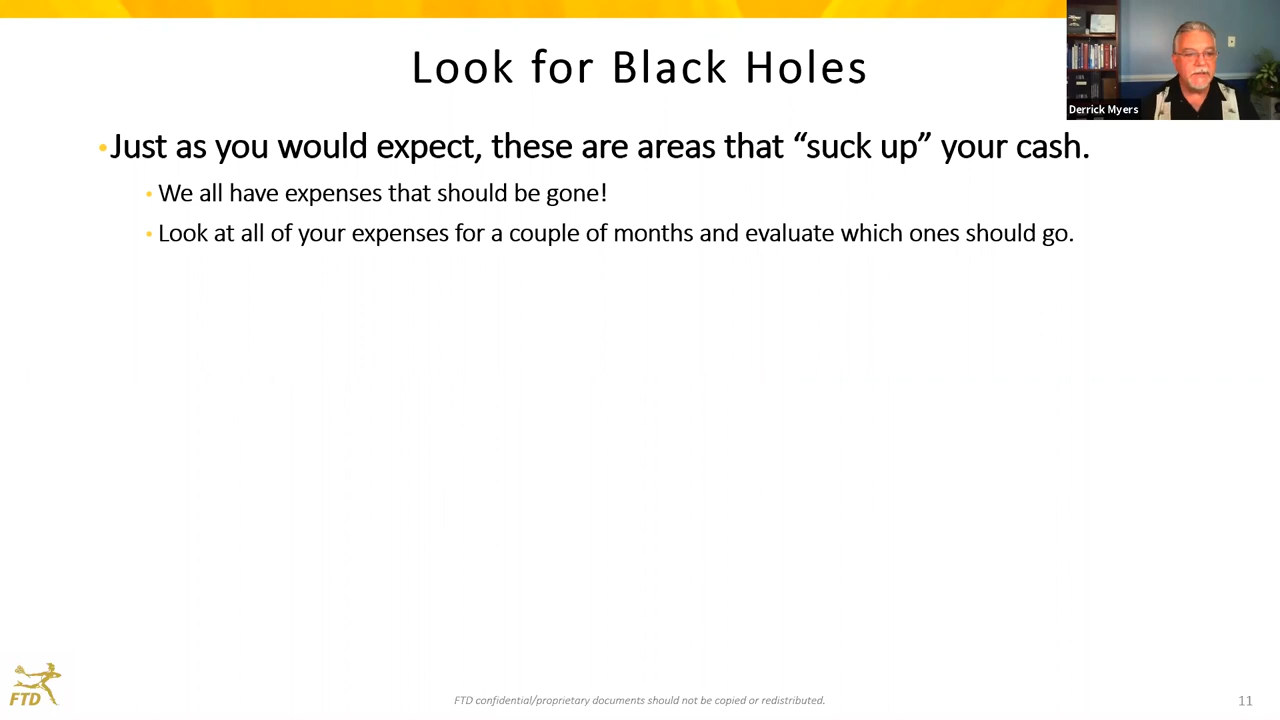 Look for Black Holes
Derrick Myers
•Just as you would expect, these are areas that “suck up” your cash.
• We all have expenses that should be gone!
• Look at all of your expenses for a couple of months and evaluate which ones should go.
FTD
FTD confidential/proprietary documents should not be copied or redistributed.
11